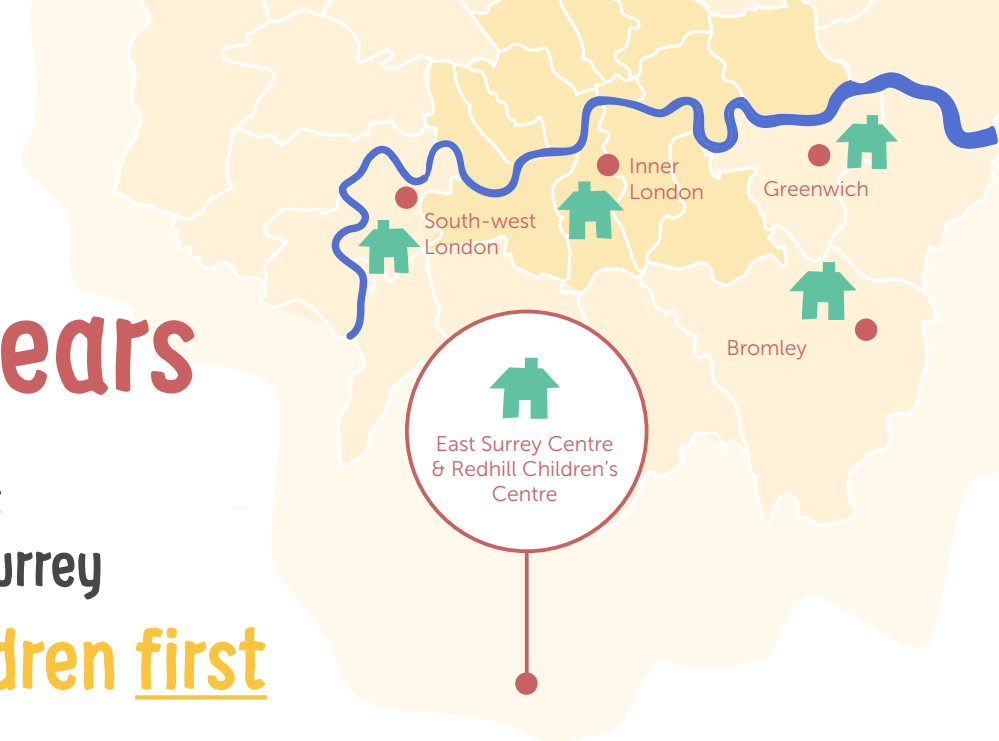 Inner
London
Greenwich
South-west
London
Bromley
ears
East Surrey Centre
& Redhill Children’s
Centre
urrey
dren first